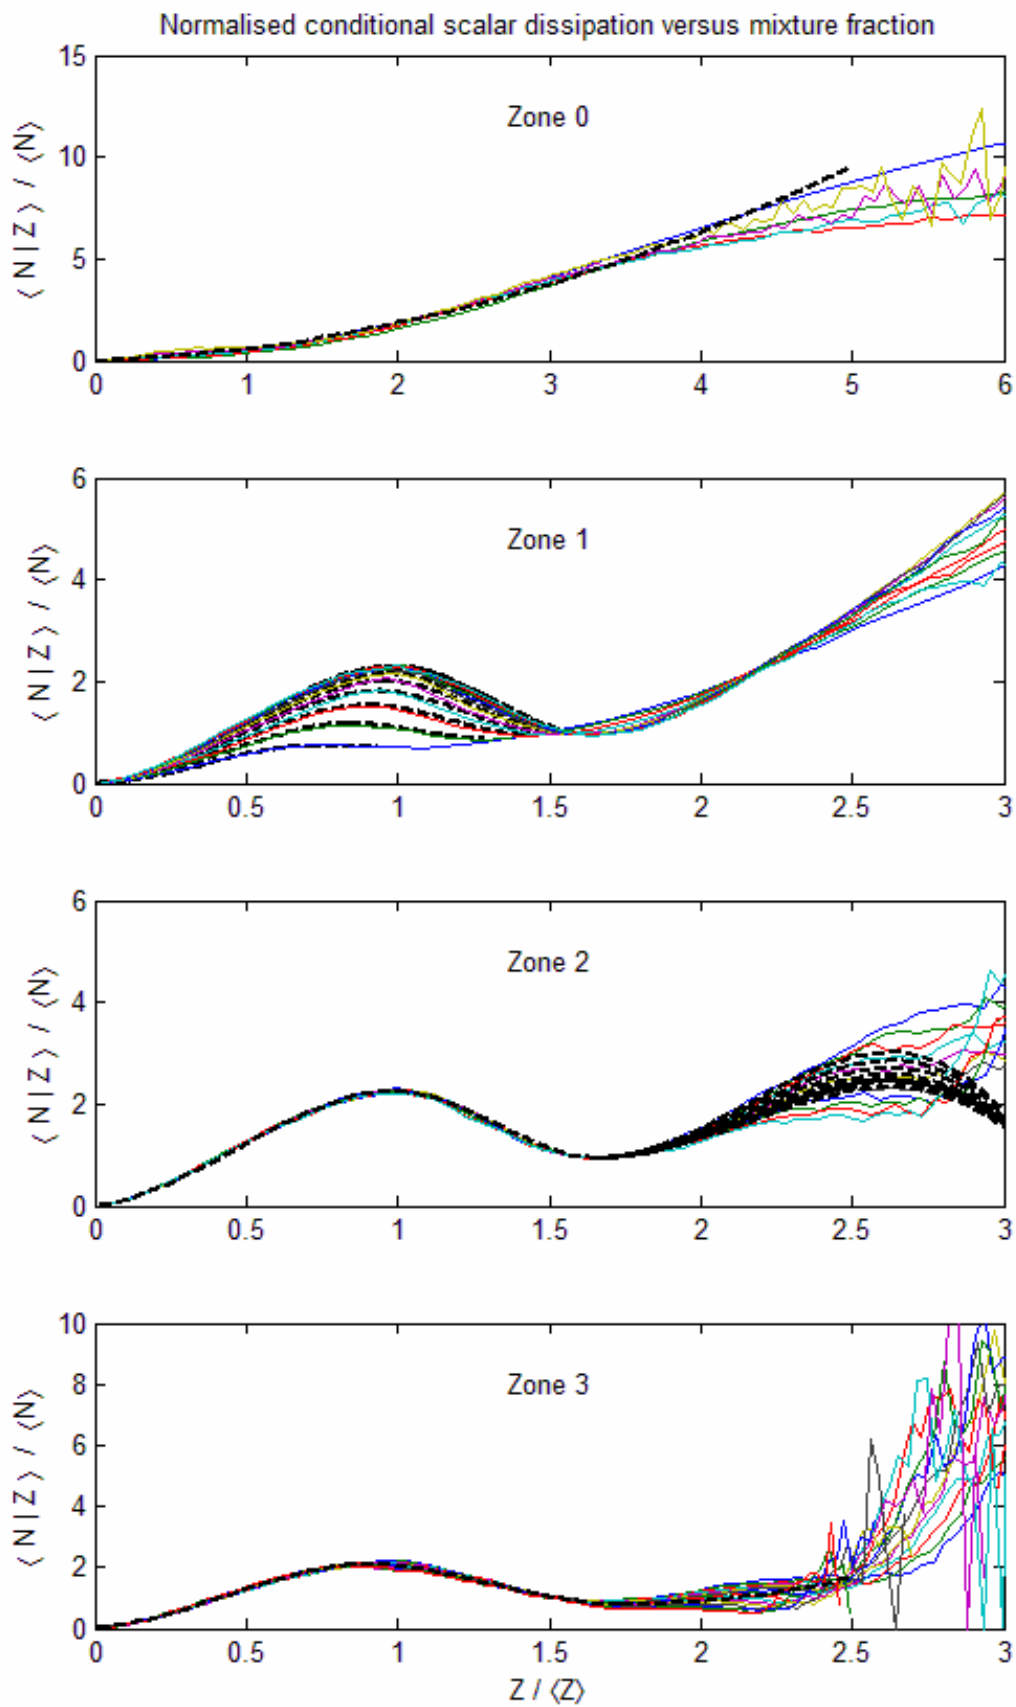 Normalised conditional scalar dissipation versus mixture fraction
15
10
5
0
⟨ N | Z ⟩ / ⟨N⟩
Zone 0
0 1 2 3 4 5 6
6
4
2
0
⟨ N | Z ⟩ / ⟨N⟩
Zone 1
0 0.5 1 1.5 2 2.5 3
6
4
2
0
⟨ N | Z ⟩ / ⟨N⟩
Zone 2
0 0.5 1 1.5 2 2.5 3
10
8
6
4
2
0
⟨ N | Z ⟩ / ⟨N⟩
Zone 3
0 0.5 1 1.5 2 2.5 3
Z / ⟨Z⟩